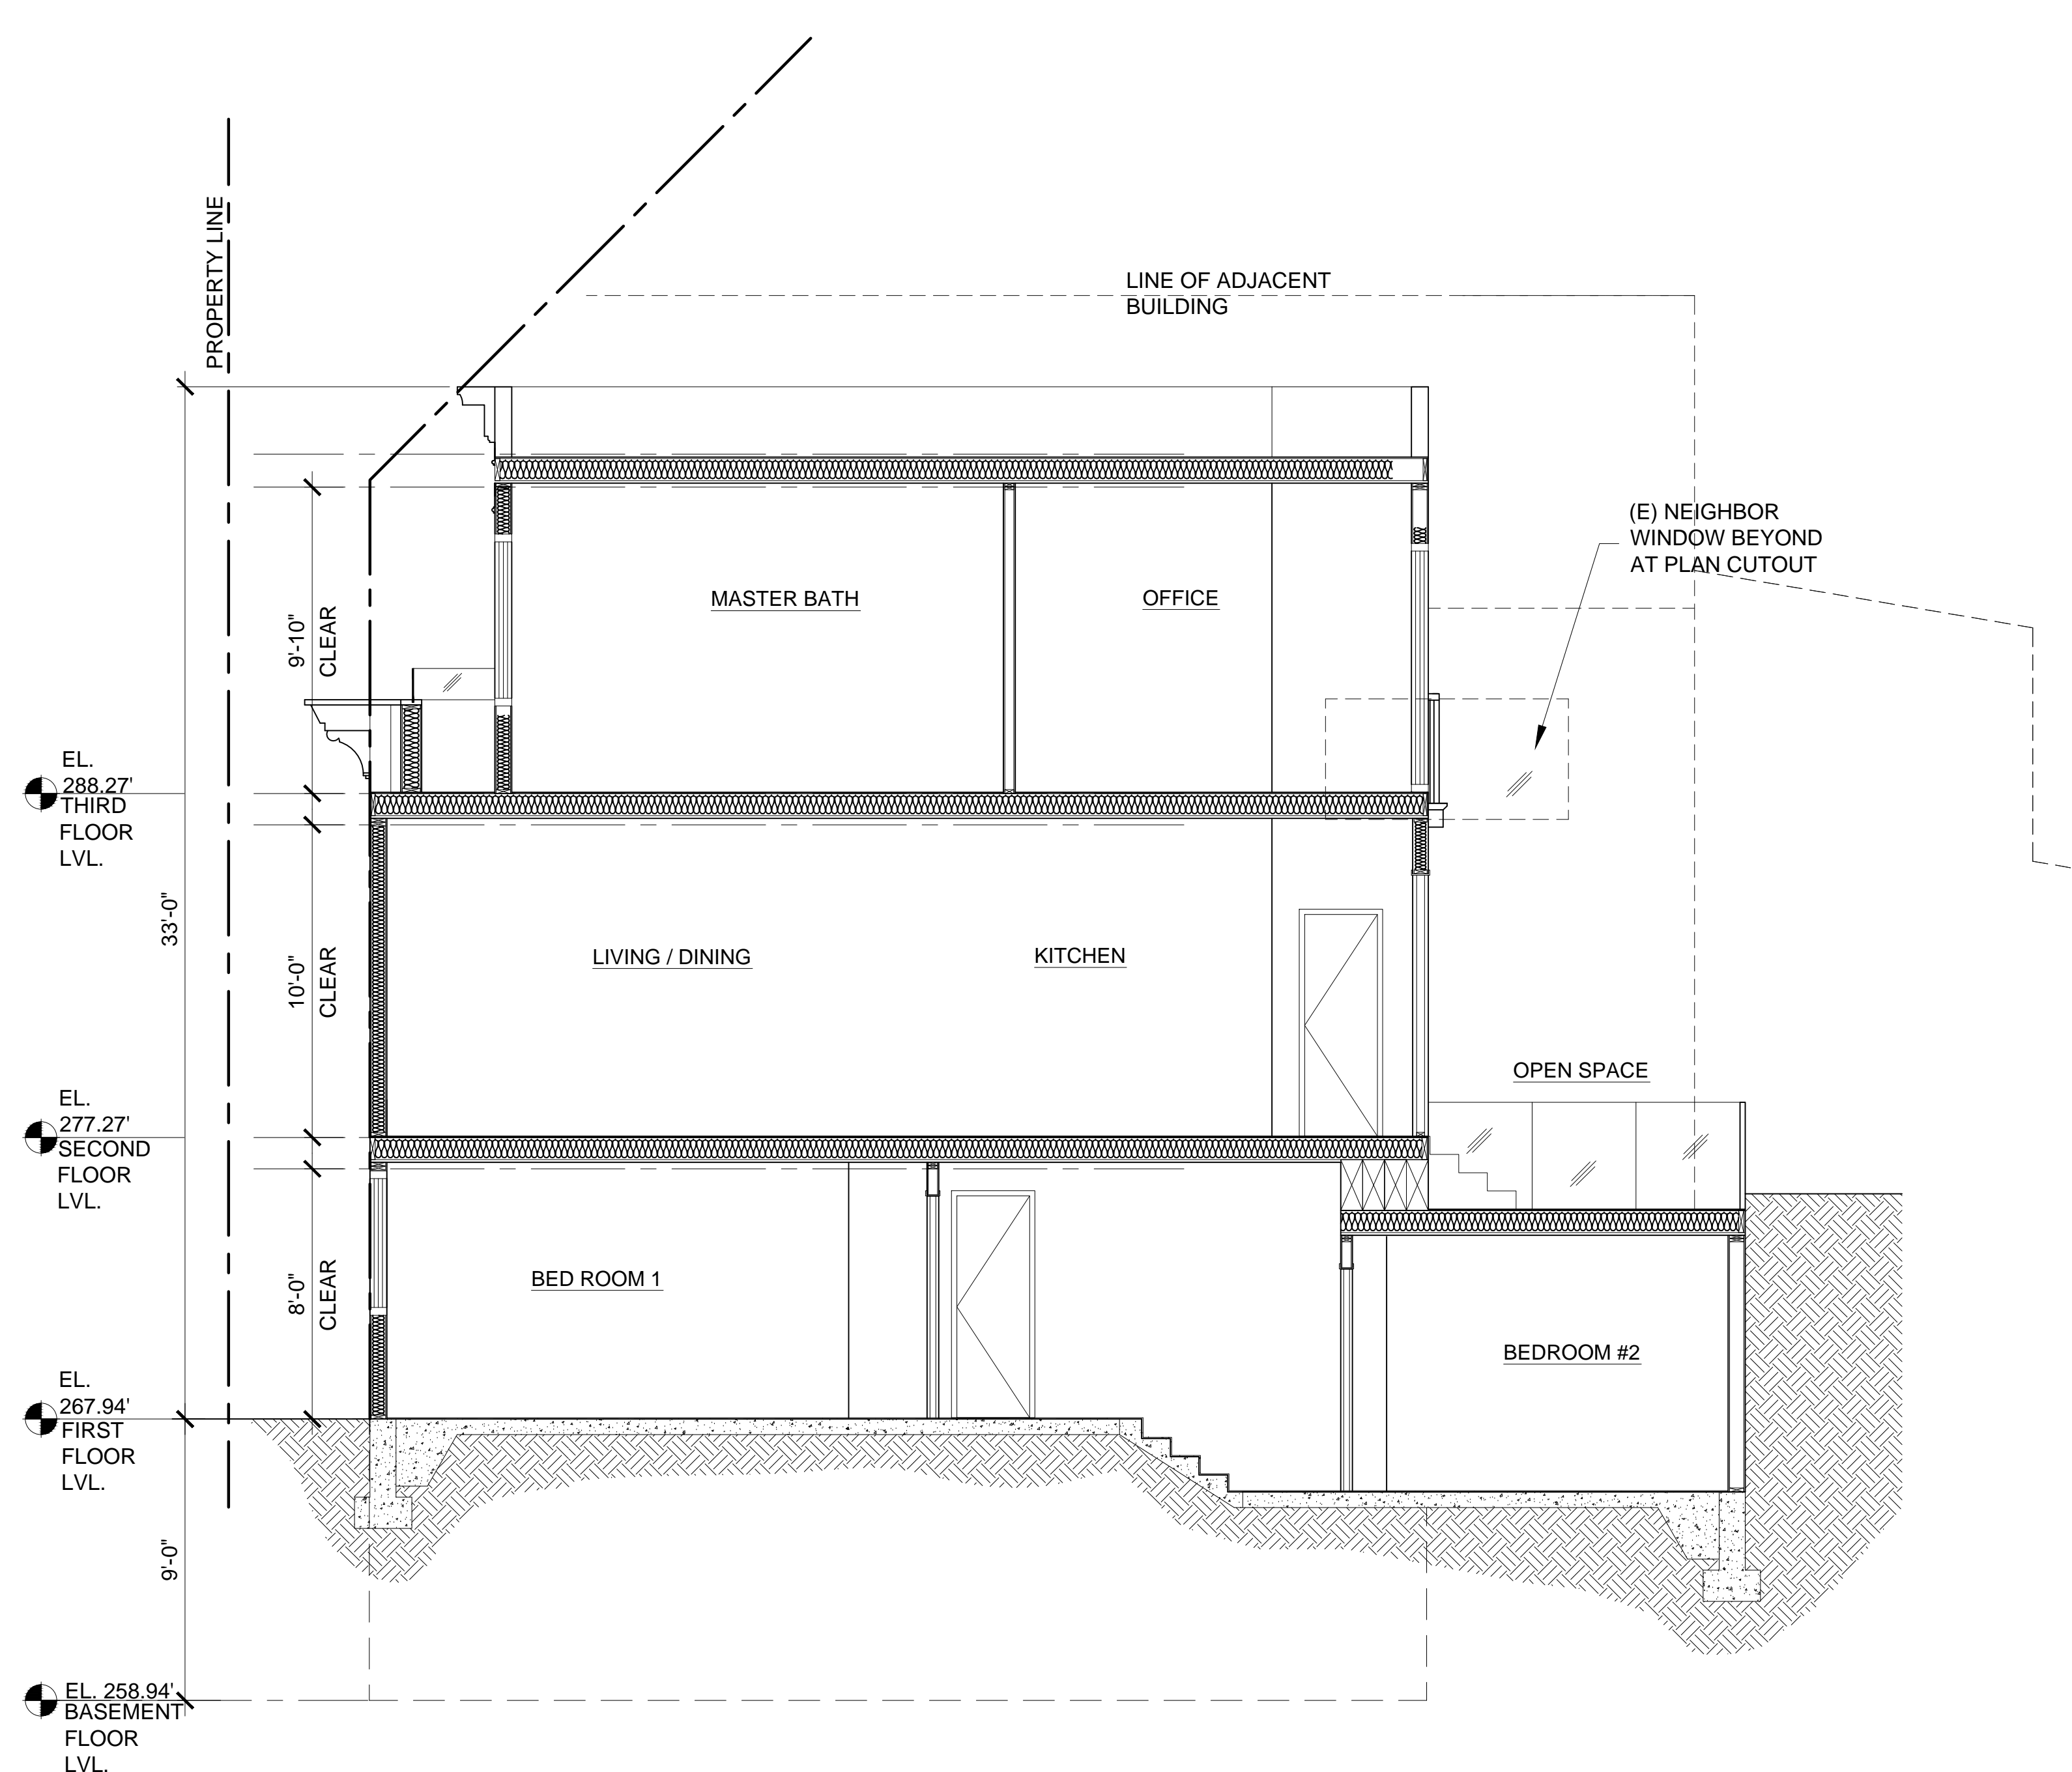 PROPERTY LINE
LINE OF ADJACENT
BUILDING
(E) NEIGHBOR
WINDOW BEYOND
AT PLAN CUTOUT
MASTER BATH
OFFICE
9'-10"
CLEAR
EL.
288.27'
THIRD
FLOOR
LVL.
33'-0"
10'-0"
CLEAR
LIVING / DINING
KITCHEN
OPEN SPACE
EL.
277.27'
SECOND
FLOOR
LVL.
8'-0"
CLEAR
BED ROOM 1
BEDROOM #2
EL.
267.94'
FIRST
FLOOR
LVL.
9'-0"
EL. 258.94'
BASEMENT
FLOOR
LVL.